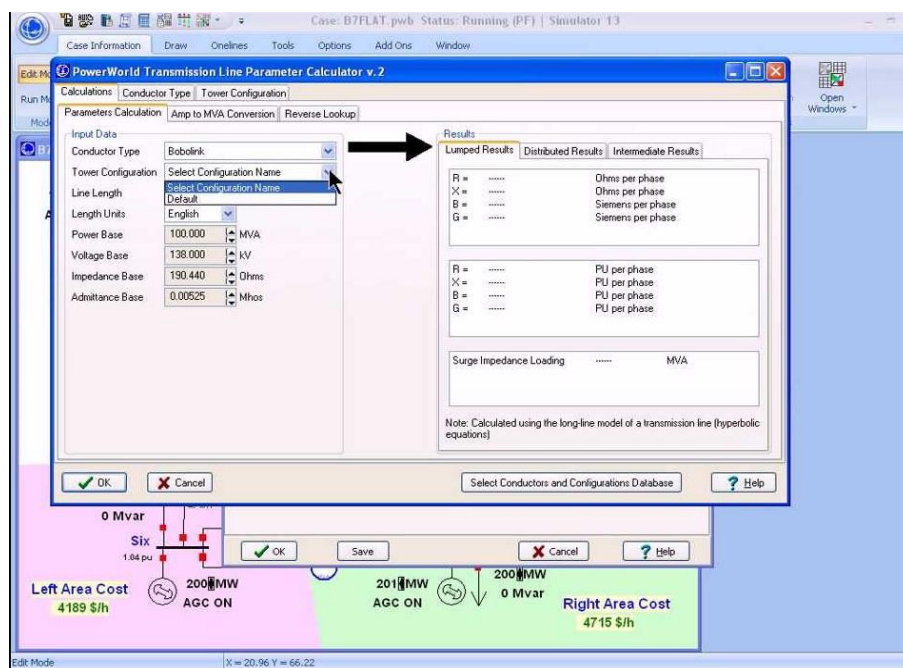 Case: B7FLAT.pwb Status: Running (PF) | Simulator 13
Case Information Draw Onelines Tools Options Add Ons Window
Edit Mo
Run Mo
Mod
Open
Windows
PowerWorld Transmission Line Parameter Calculator v.2
Calculations Conductor Type Tower Configuration
Parameters Calculation Amp to MVA Conversion Reverse Lookup
Input Data
Conductor Type Bobolink
Tower Configuration Select Configuration Name
Select Configuration Name
Line Length
Default
Length Units English
Power Base 100.000 MVA
Voltage Base 138.000 kV
Impedance Base 190.440 Ohms
Admittance Base 0.00525 Mhos
Results
Lumped Results Distributed Results Intermediate Results
R = ------ Ohms per phase
X = ------ Ohms per phase
B = ------ Siemens per phase
G = ------ Siemens per phase
R = ------ PU per phase
X = ------ PU per phase
B = ------ PU per phase
G = ------ PU per phase
Surge Impedance Loading ------ MVA
Note: Calculated using the long-line model of a transmission line (hyperbolic
equations)
OK Cancel Select Conductors and Configurations Database ? Help
0 Mvar
Six
1.04 pu
OK Save Cancel ? Help
Left Area Cost
4189 $/h
200 MW
AGC ON
201 MW
AGC ON
200 MW
0 Mvar
Right Area Cost
4715 $/h
Edit Mode X = 20.96 Y = 66.22